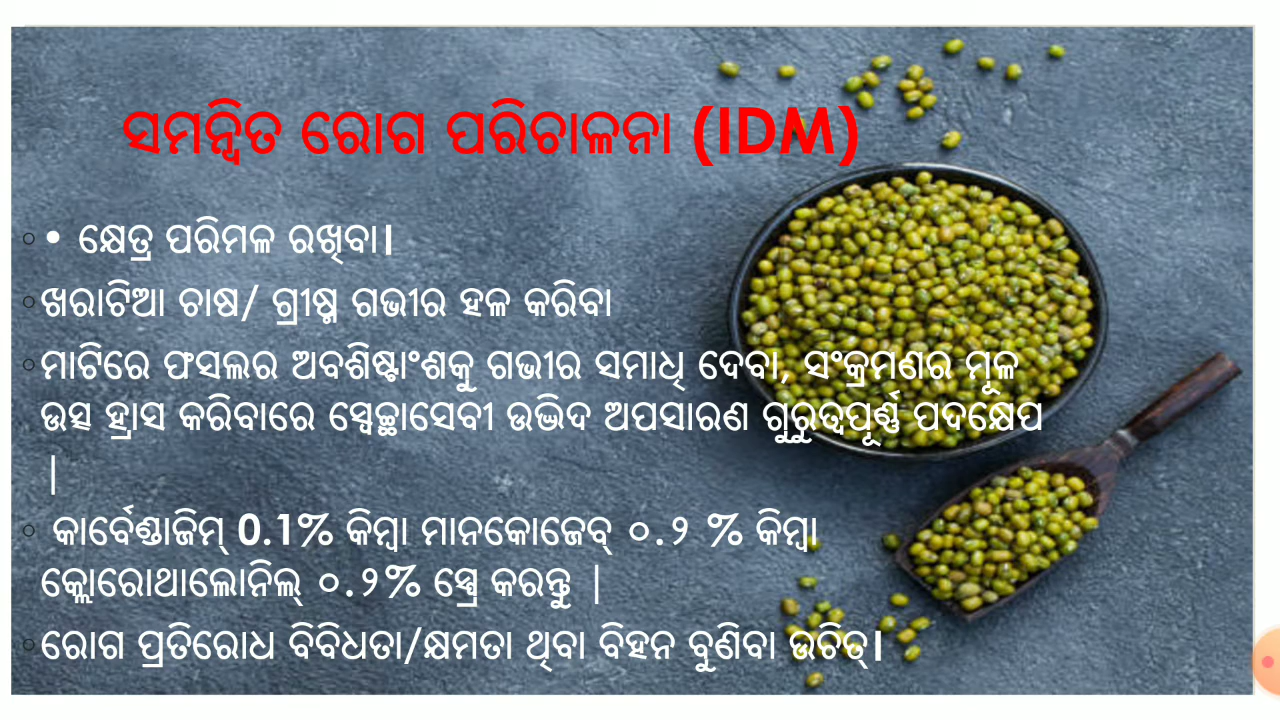 ସମନ୍ୱିତ ରୋଗ ପରିଚାଳନା (IDM)
• କ୍ଷେତ୍ର ପରିମଳ ରଖିବା।
ଖରାଟିଆ ଚାଷ/ ଗ୍ରୀଷ୍ମ ଗଭୀର ହଳ କରିବା
ମାଟିରେ ଫସଲର ଅବଶିଷ୍ଟାଂଶକୁ ଗଭୀର ସମାଧି ଦେବା, ସଂକ୍ରମଣର ମୂଳ
ଉତ୍ସ ହ୍ରାସ କରିବାରେ ସ୍ୱେଚ୍ଛାସେବୀ ଉଦ୍ଭିଦ ଅପସାରଣ ଗୁରୁତ୍ୱପୂର୍ଣ୍ଣ ପଦକ୍ଷେପ
|
କାର୍ବେଣ୍ଡାଜିମ୍ 0.1% କିମ୍ବା ମାନକୋଜେବ୍ ୦.୨ % କିମ୍ବା
କ୍ଲୋରୋଥାଲୋନିଲ୍ ୦.୨% ସ୍ପ୍ରେ କରନ୍ତୁ |
ରୋଗ ପ୍ରତିରୋଧ ବିବିଧତା/କ୍ଷମତା ଥିବା ବିହନ ବୁଣିବା ଉଚିତ୍।